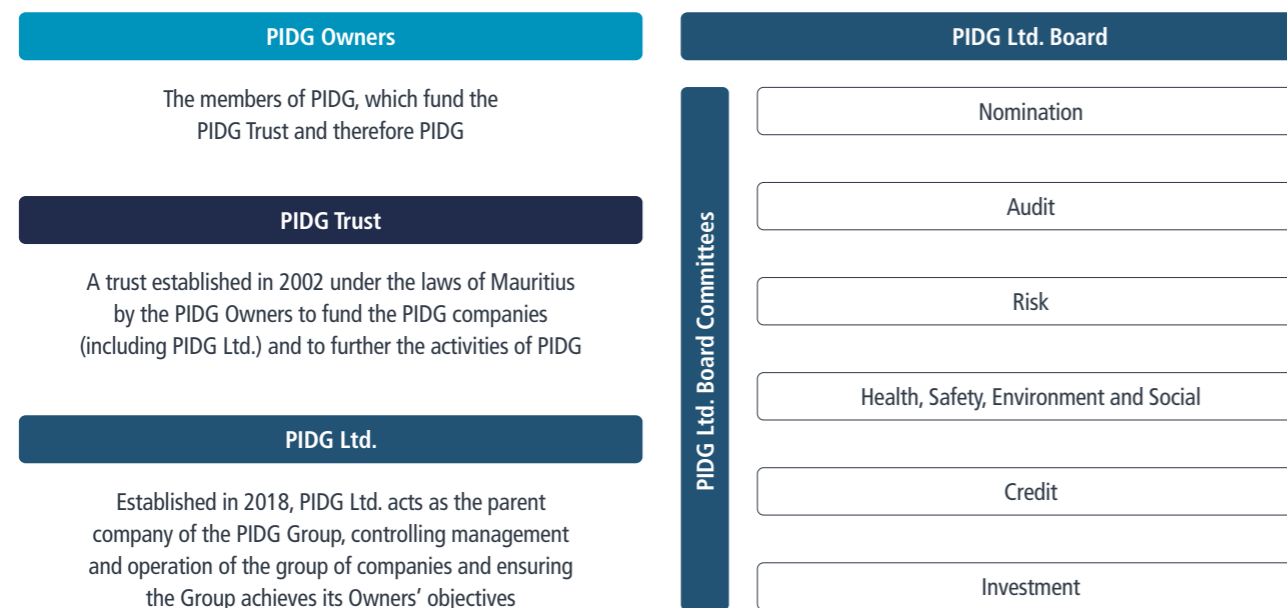 PIDG Owners
The members of PIDG, which fund the
PIDG Trust and therefore PIDG
PIDG Trust
A trust established in 2002 under the laws of Mauritius
by the PIDG Owners to fund the PIDG companies
(including PIDG Ltd.) and to further the activities of PIDG
PIDG Ltd.
Established in 2018, PIDG Ltd. acts as the parent
company of the PIDG Group, controlling management
and operation of the group of companies and ensuring
the Group achieves its Owners’ objectives
PIDG Ltd. Board
PIDG Ltd. Board Committees
Nomination
Audit
Risk
Health, Safety, Environment and Social
Credit
Investment